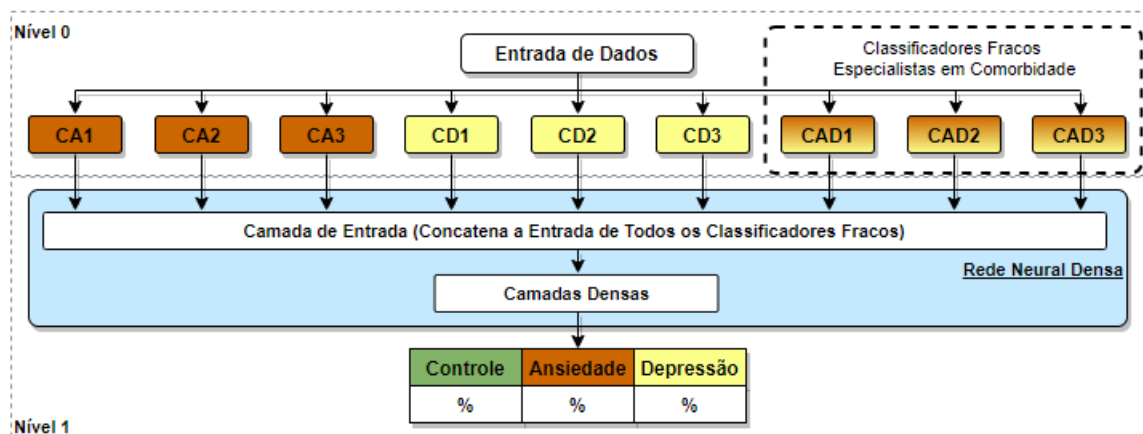 Nível 0
Entrada de Dados
Classificadores Fracos
Especialistas em Comorbidade
CA1 CA2 CA3 CD1 CD2 CD3 CAD1 CAD2 CAD3
Camada de Entrada (Concatena a Entrada de Todos os Classificadores Fracos)
Rede Neural Densa
Camadas Densas
Controle Ansiedade Depressão
% % %
Nível 1